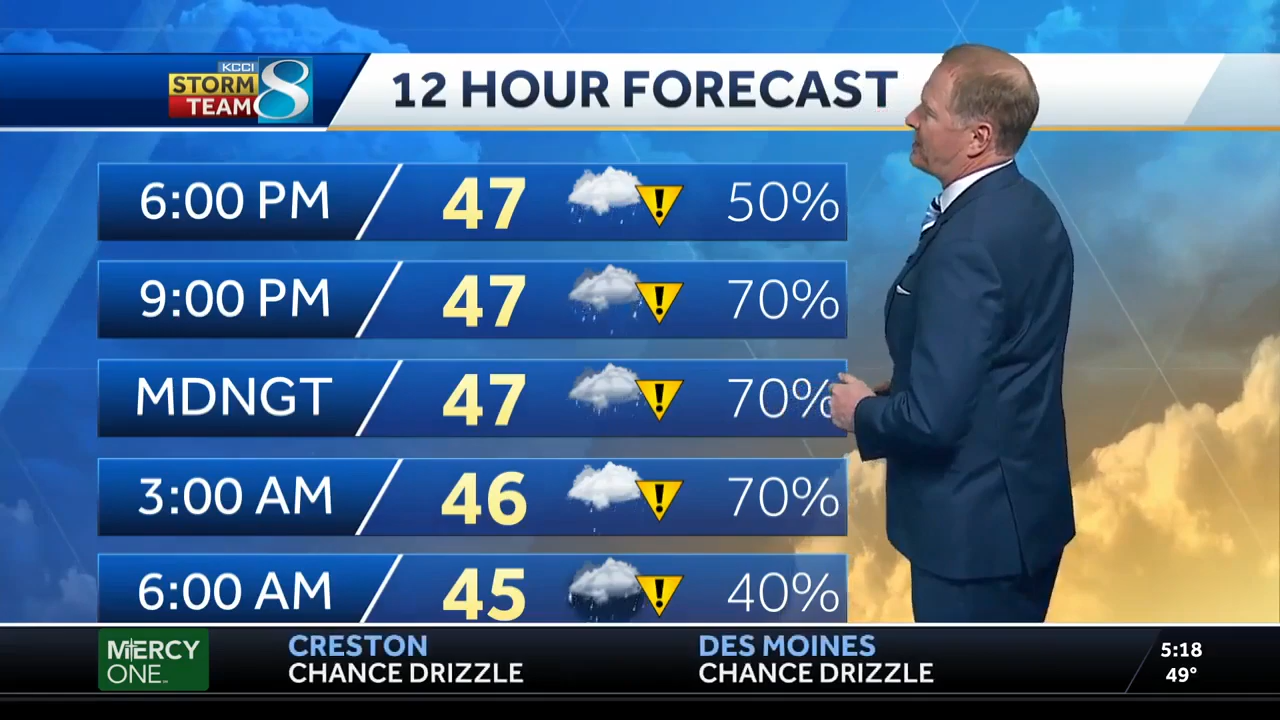 KCCI
STORM
TEAM 8
12 HOUR FORECAST
6:00 PM 47 ! 50%
9:00 PM 47 ! 70%
MDNGT 47 ! 70%
3:00 AM 46 ! 70%
6:00 AM 45 ! 40%
MERCY
ONE
CRESTON
CHANCE DRIZZLE
DES MOINES
CHANCE DRIZZLE
5:18
49°